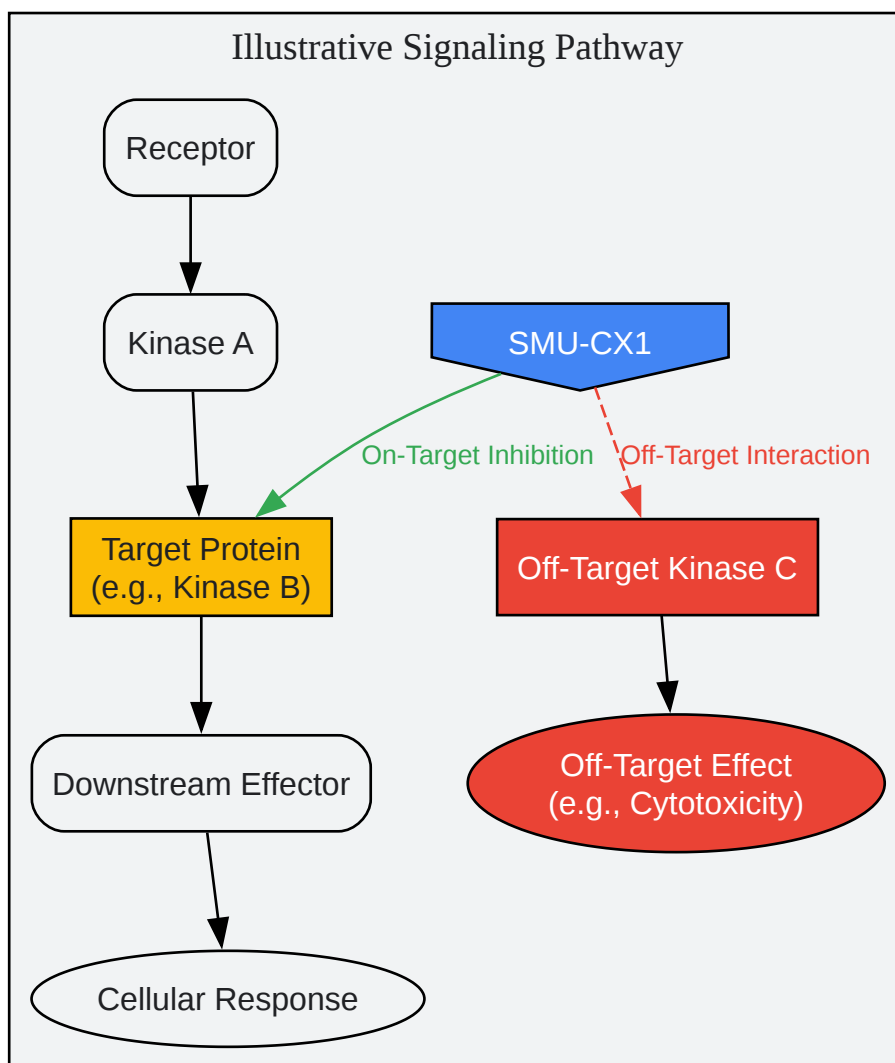 Illustrative Signaling Pathway
Receptor
Kinase A
SMU-CX1
On-Target Inhibition
Off-Target Interaction
Target Protein
(e.g., Kinase B)
Off-Target Kinase C
Downstream Effector
Off-Target Effect
(e.g., Cytotoxicity)
Cellular Response